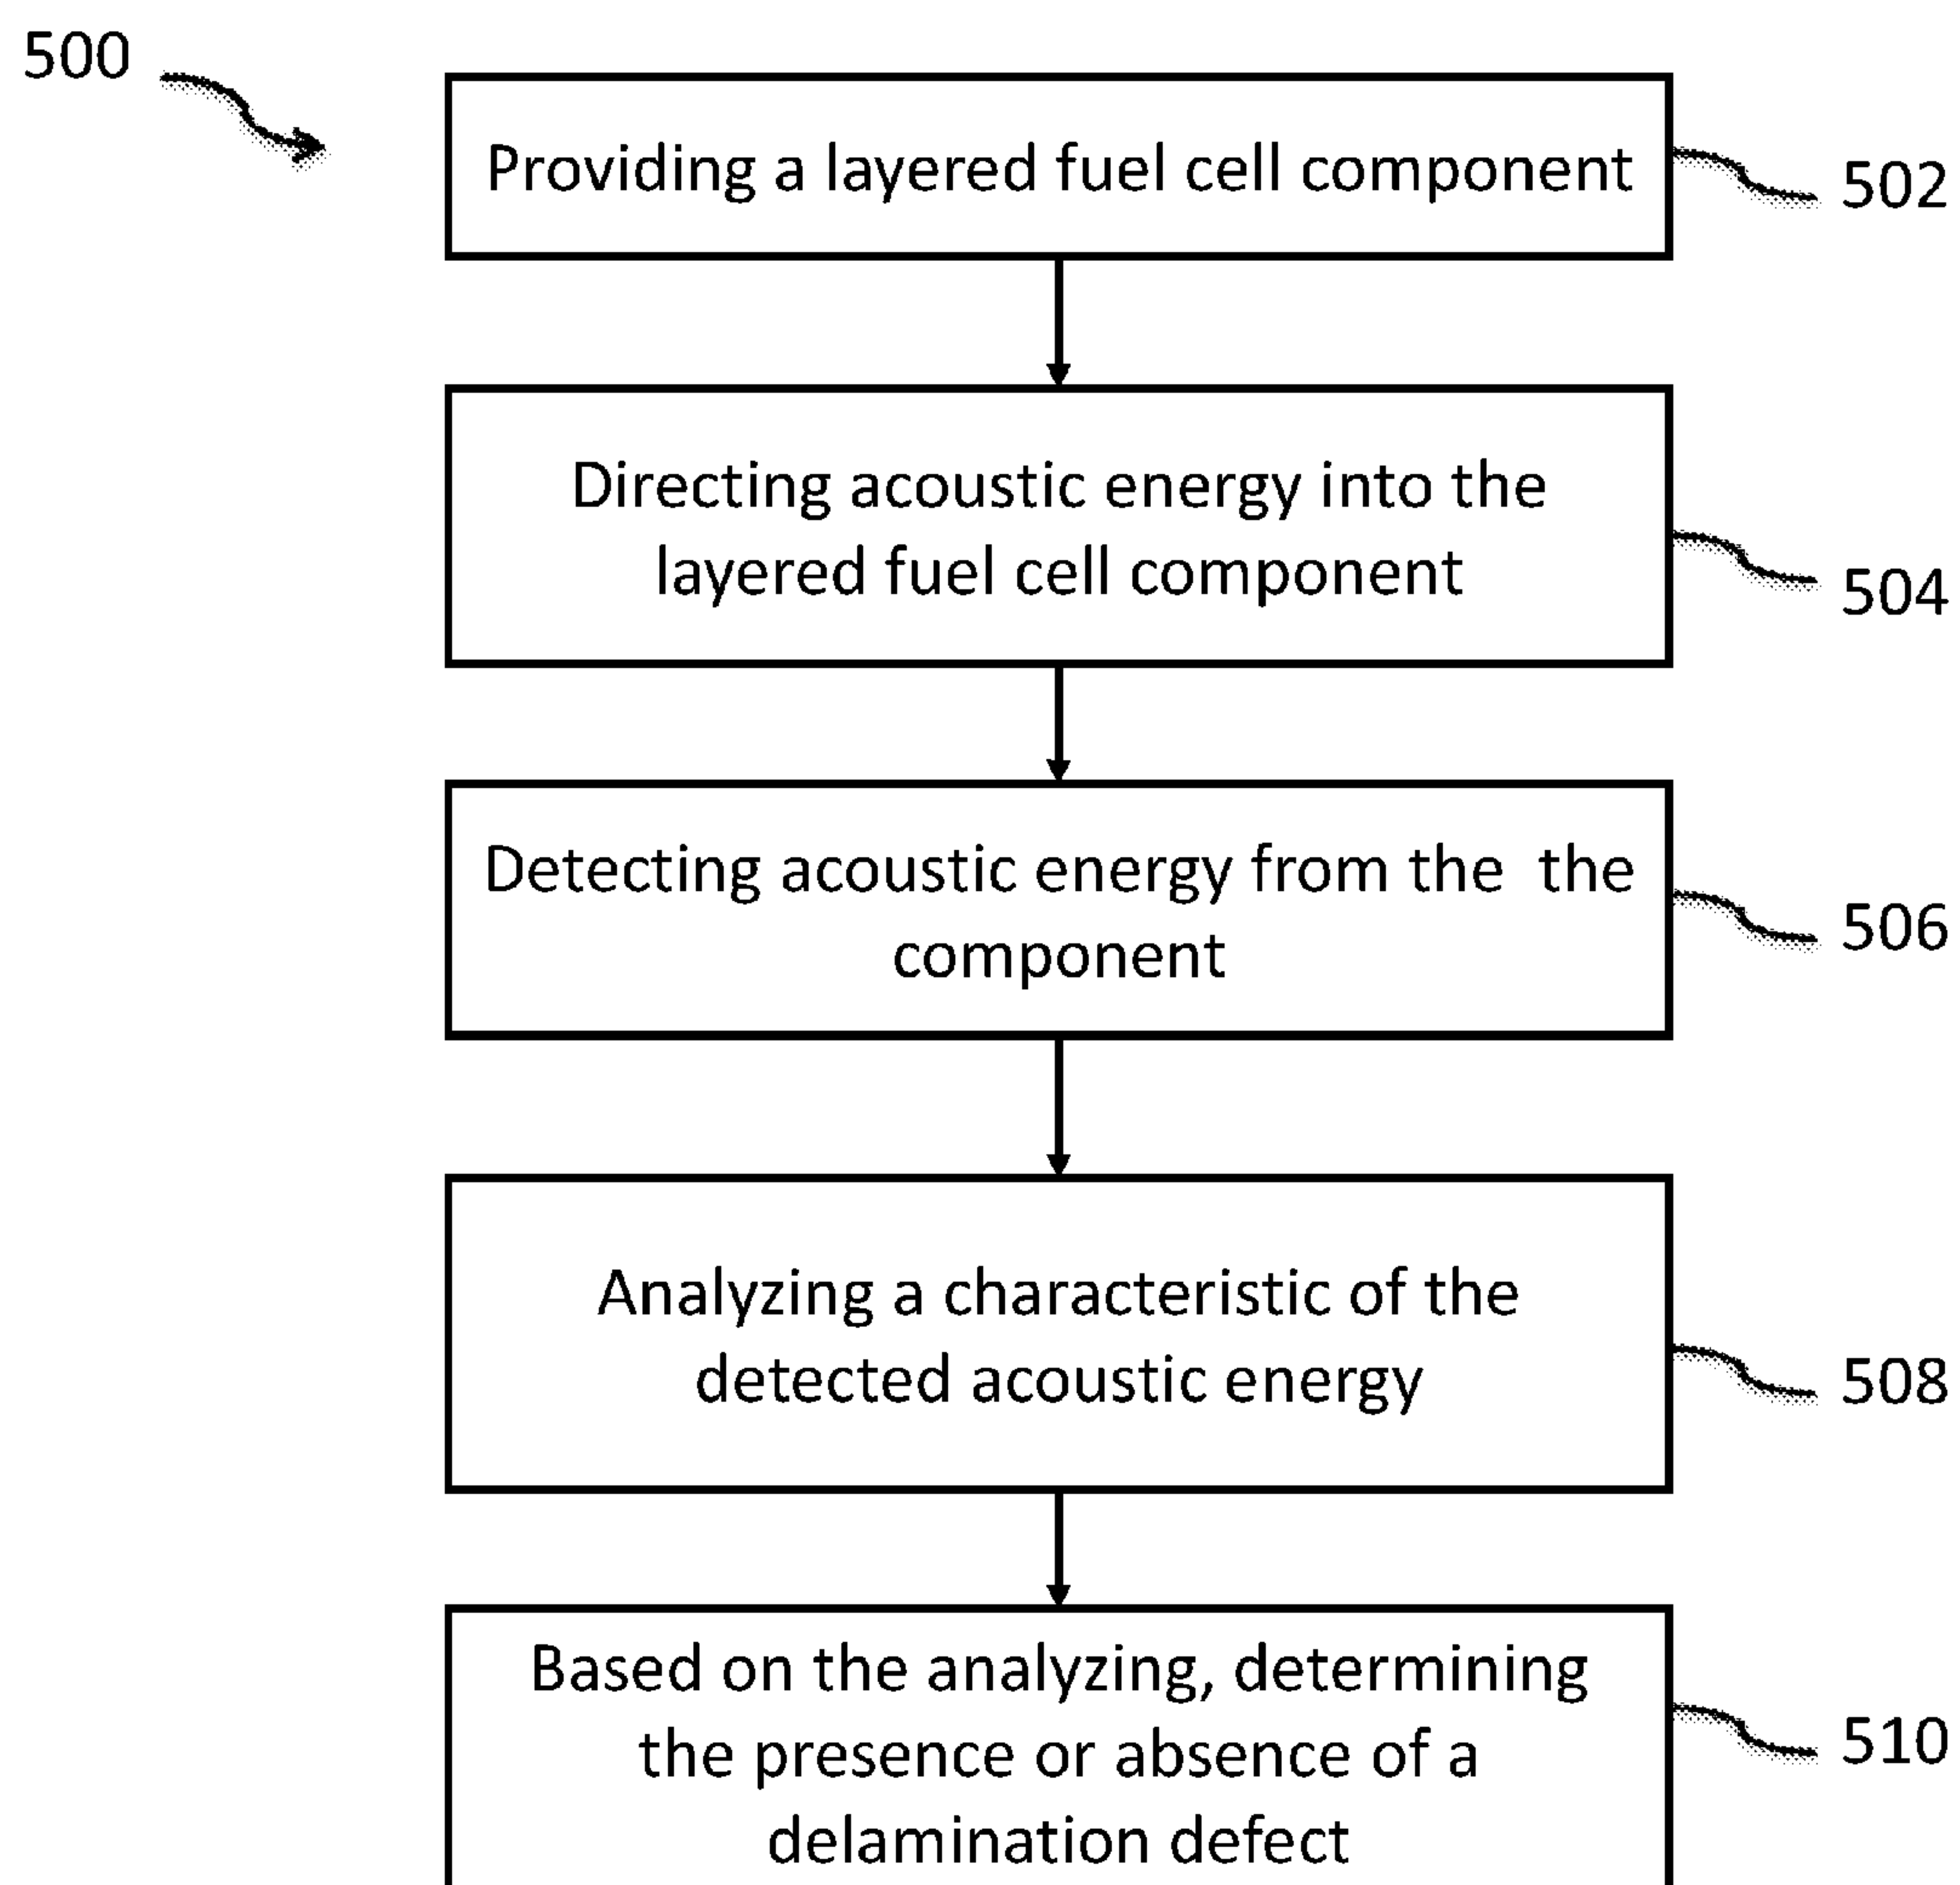 500
Providing a layered fuel cell component
502
Directing acoustic energy into the
layered fuel cell component
504
Detecting acoustic energy from the  the
component
506
Analyzing a characteristic of the
detected acoustic energy
508
Based on the analyzing, determining
the presence or absence of a
delamination defect
510